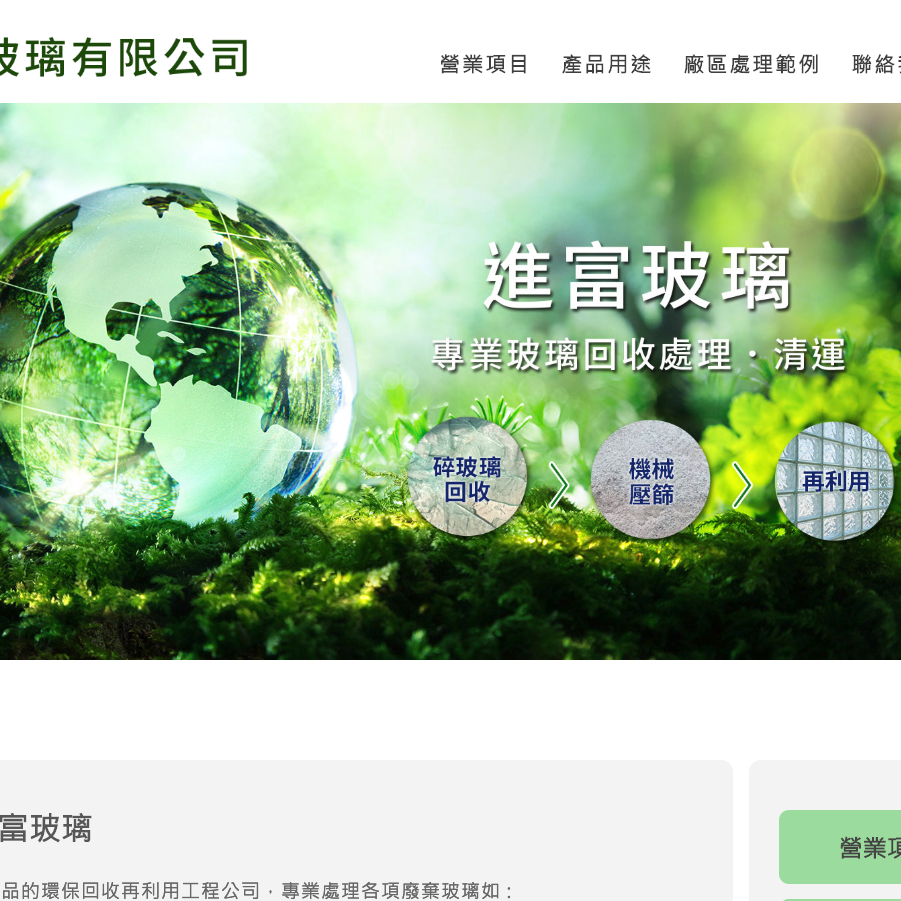 玻璃有限公司
營業項目 產品用途 廠區處理範例 聯絡
進富玻璃
專業玻璃回收處理．清運
碎玻璃
回收
機械
壓篩
再利用
富玻璃
營業項
品的環保回收再利用工程公司，專業處理各項廢棄玻璃如：